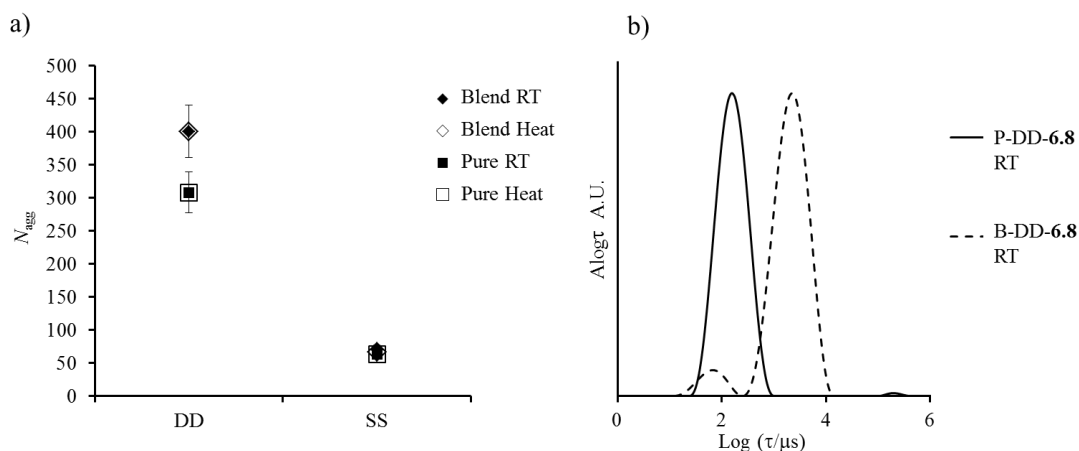 a)
500
450
400
350
300
250
200
150
100
50
0
Nagg
DD
SS
Blend RT
Blend Heat
Pure RT
Pure Heat
b)
Alogτ A.U.
0
2
4
6
Log (τ/μs)
P-DD-6.8
RT
B-DD-6.8
RT